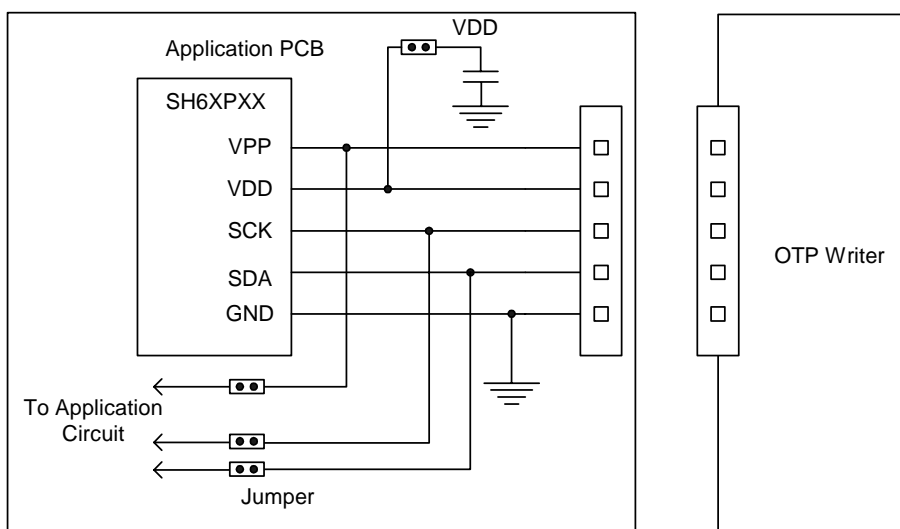 VDD
Application PCB
SH6XPXX
VPP
VDD
SCK
SDA
GND
OTP Writer
To Application
Circuit
Jumper